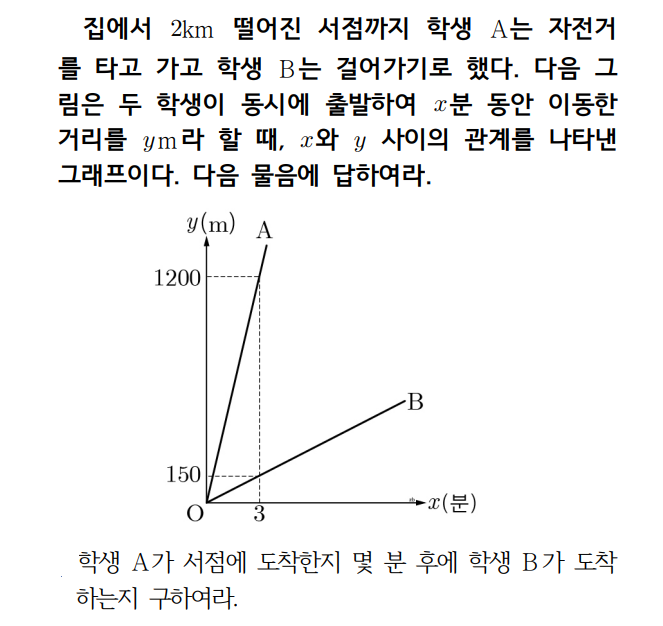 집에서 2km 떨어진 서점까지 학생 A는 자전거
를 타고 가고 학생 B는 걸어가기로 했다. 다음 그
림은 두 학생이 동시에 출발하여 x분 동안 이동한
거리를 ym라 할 때, x와 y 사이의 관계를 나타낸
그래프이다. 다음 물음에 답하여라.
y(m)
A
1200
B
150
O
3
x(분)
학생 A가 서점에 도착한지 몇 분 후에 학생 B가 도착
하는지 구하여라.